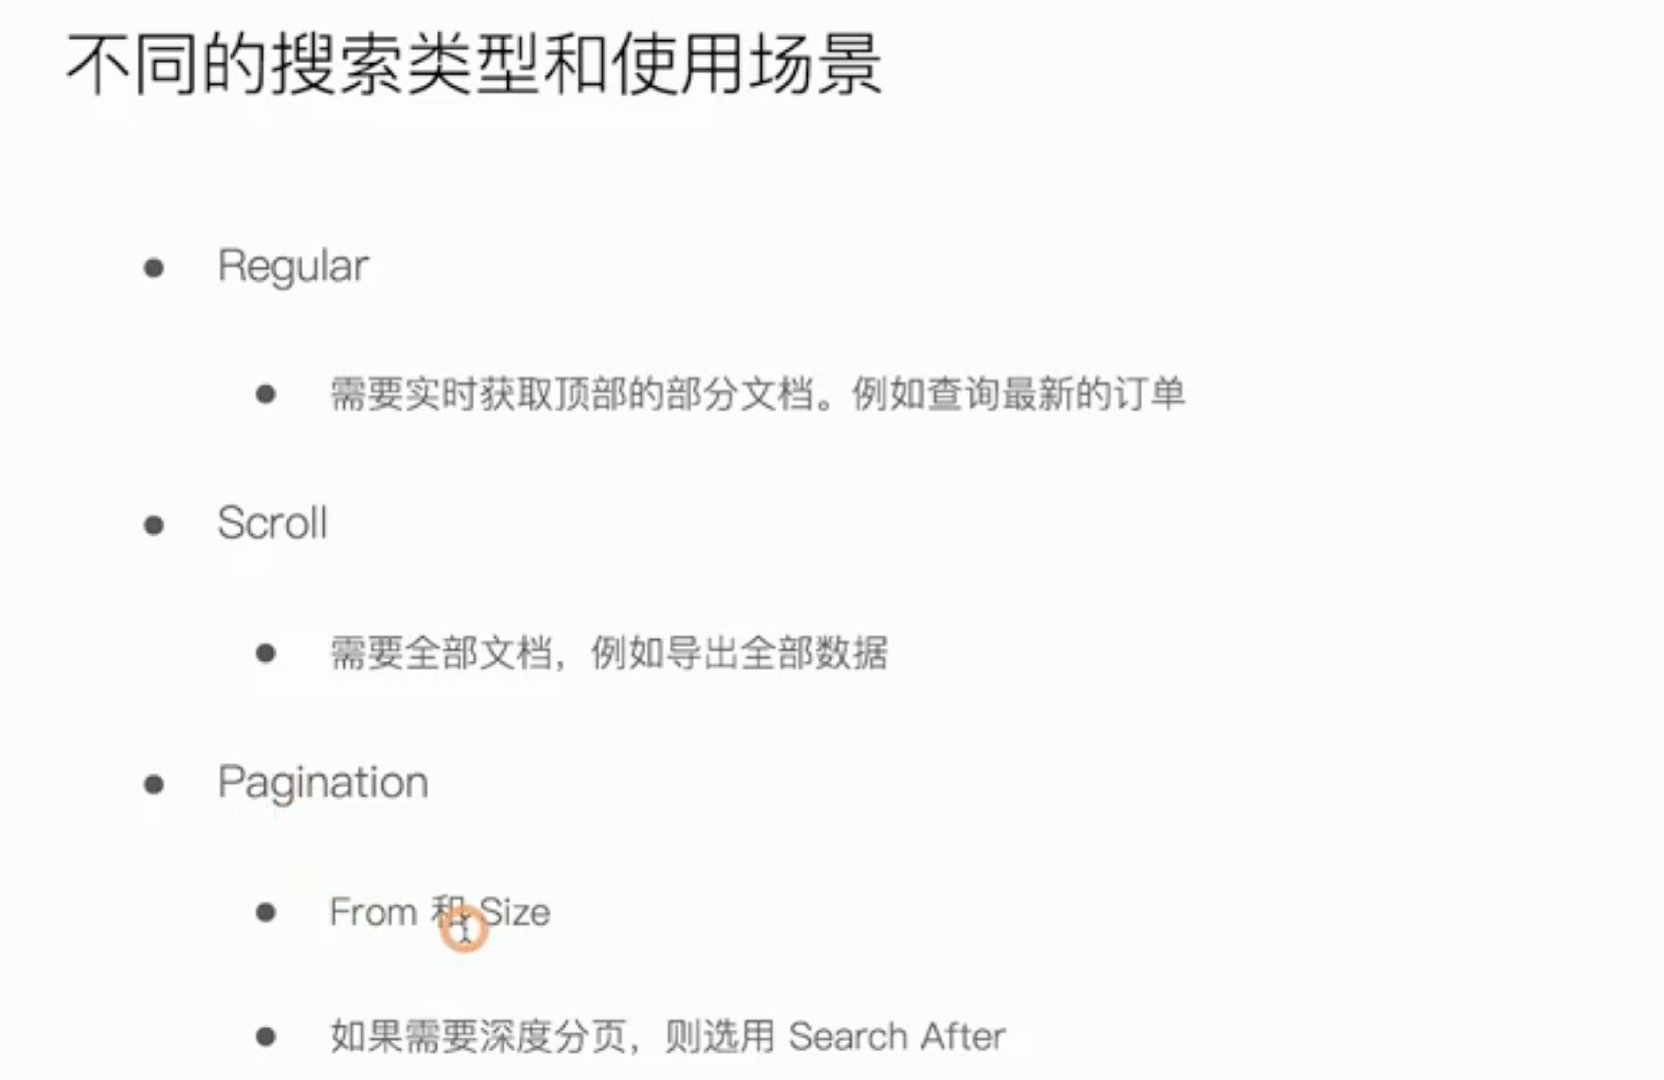 不同的搜索类型和使用场景
Regular
需要实时获取顶部的部分文档。例如查询最新的订单
Scroll
需要全部文档，例如导出全部数据
Pagination
From 和 Size
如果需要深度分页，则选用 Search After